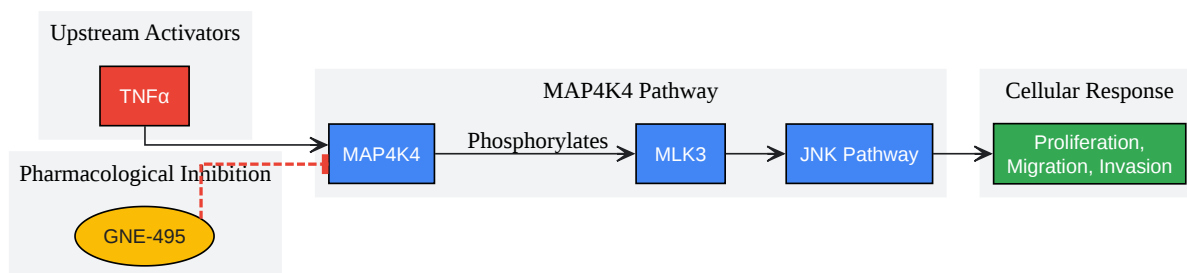 Upstream Activators
TNFα
Pharmacological Inhibition
GNE-495
MAP4K4 Pathway
MAP4K4
Phosphorylates
MLK3
JNK Pathway
Cellular Response
Proliferation,
Migration, Invasion